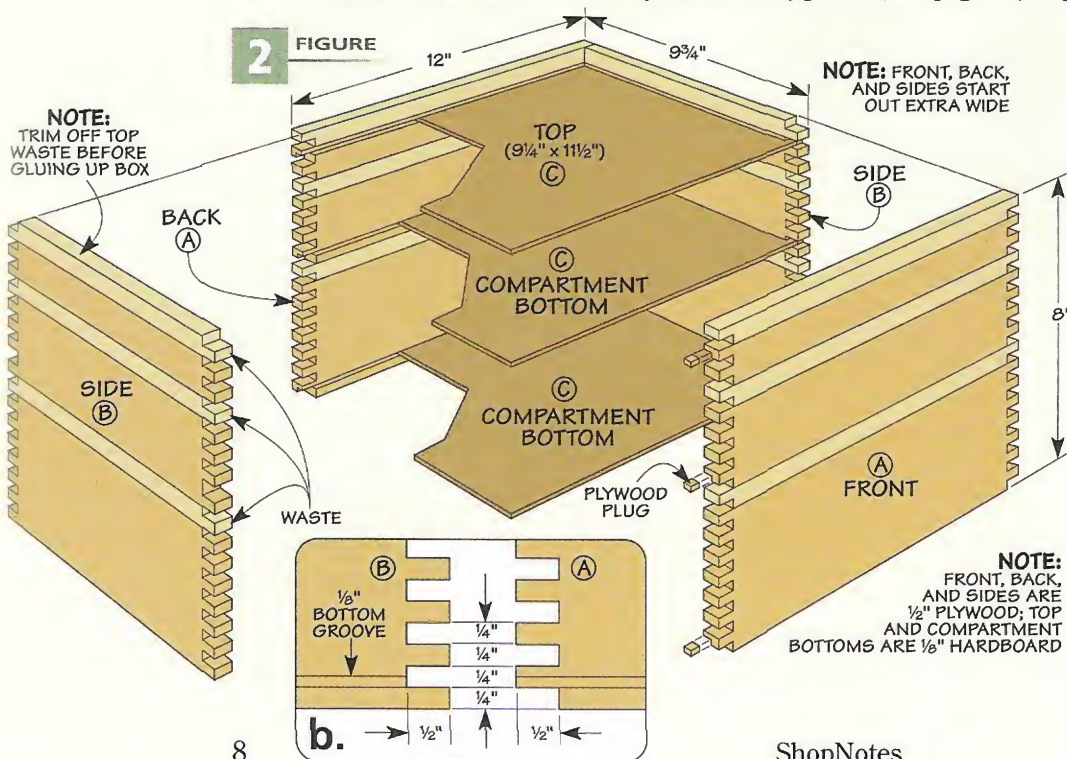 2 FIGURE
12"
9¾"
NOTE: FRONT, BACK,
AND SIDES START
OUT EXTRA WIDE
NOTE:
TRIM OFF TOP
WASTE BEFORE
GLUING UP BOX
TOP
(9¼" x 11½")
C
SIDE
B
BACK
A
C
COMPARTMENT
BOTTOM
8"
SIDE
B
C
COMPARTMENT
BOTTOM
A
FRONT
PLYWOOD
PLUG
WASTE
B
A
⅛"
BOTTOM
GROOVE
¼"
¼"
¼"
¼"
½"
½"
b.
NOTE:
FRONT, BACK,
AND SIDES ARE
½" PLYWOOD; TOP
AND COMPARTMENT
BOTTOMS ARE ⅛" HARDBOARD
8
ShopNotes